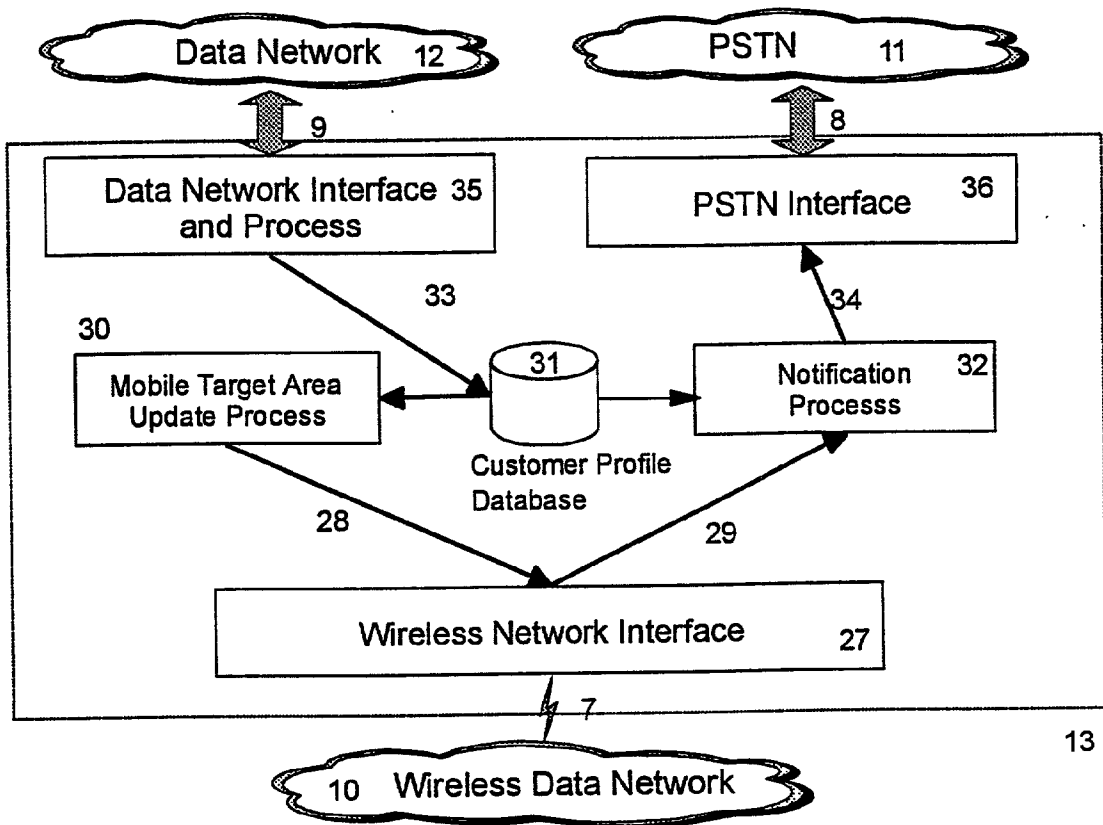 Data Network 12
PSTN 11
9
8
Data Network Interface 35
and Process
PSTN Interface 36
33
34
30
31
Mobile Target Area
Update Process
Notification 32
Processs
Customer Profile
Database
28
29
Wireless Network Interface 27
7
13
10 Wireless Data Network